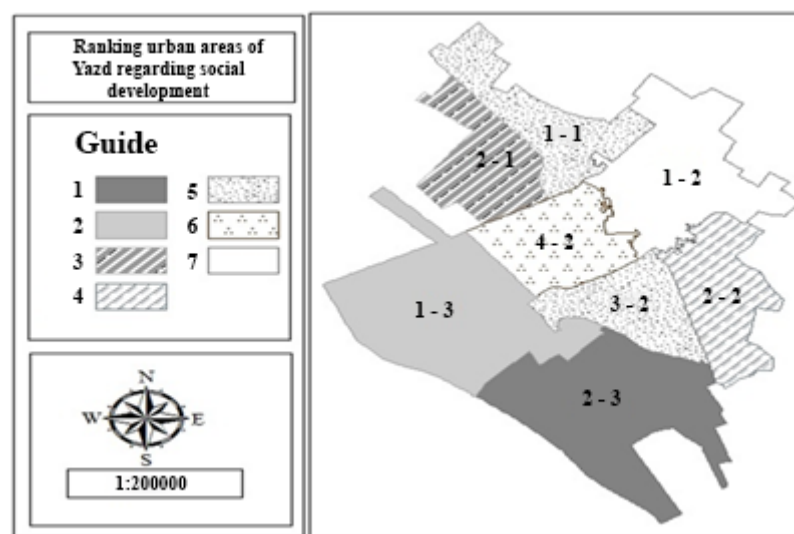 Ranking urban areas of
Yazd regarding social
development
Guide
1
5
2
6
3
7
4
N
W
E
S
1:200000
1 - 1
2 - 1
1 - 2
4 - 2
2 - 2
3 - 2
1 - 3
2 - 3